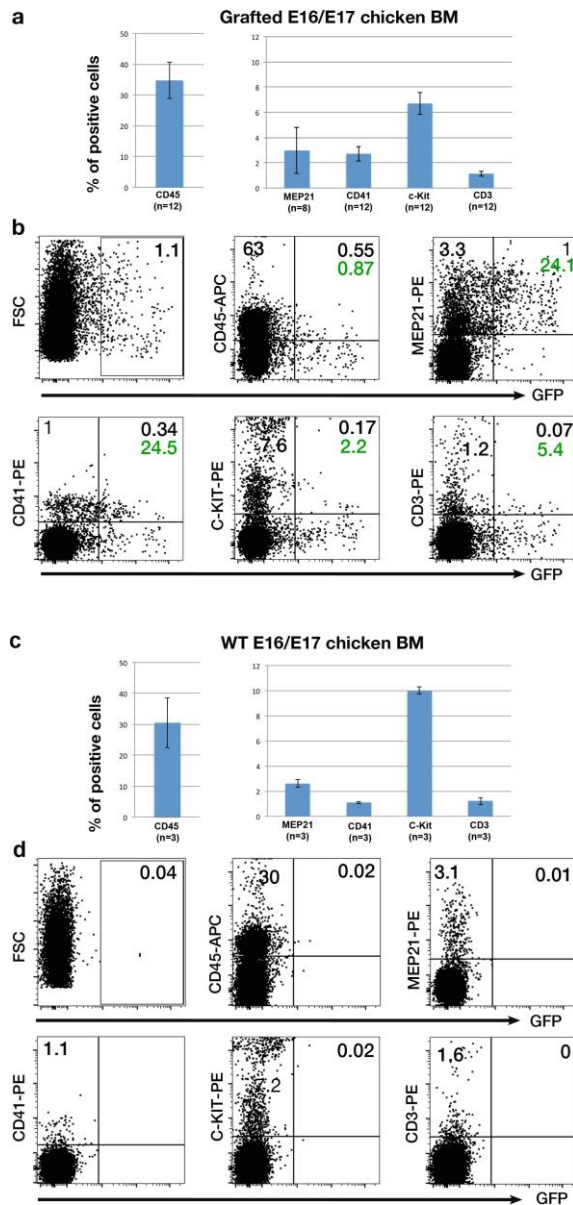 a
Grafted E16/E17 chicken BM
% of positive cells
50
40
30
20
10
0
CD45
(n=12)
12
10
8
6
4
2
0
MEP21
(n=8)
CD41
(n=12)
c-Kit
(n=12)
CD3
(n=12)
b
FSC
1.1
CD45-APC
63
0.55
0.87
MEP21-PE
3.3
1
24.1
GFP
CD41-PE
1
0.34
24.5
C-KIT-PE
7.6
0.17
2.2
CD3-PE
1.2
0.07
5.4
GFP
c
WT E16/E17 chicken BM
% of positive cells
50
40
30
20
10
0
CD45
(n=3)
12
10
8
6
4
2
0
MEP21
(n=3)
CD41
(n=3)
C-Kit
(n=3)
CD3
(n=3)
d
FSC
0.04
CD45-APC
30
0.02
MEP21-PE
3.1
0.01
GFP
CD41-PE
1.1
C-KIT-PE
0.02
CD3-PE
1,6
0
GFP